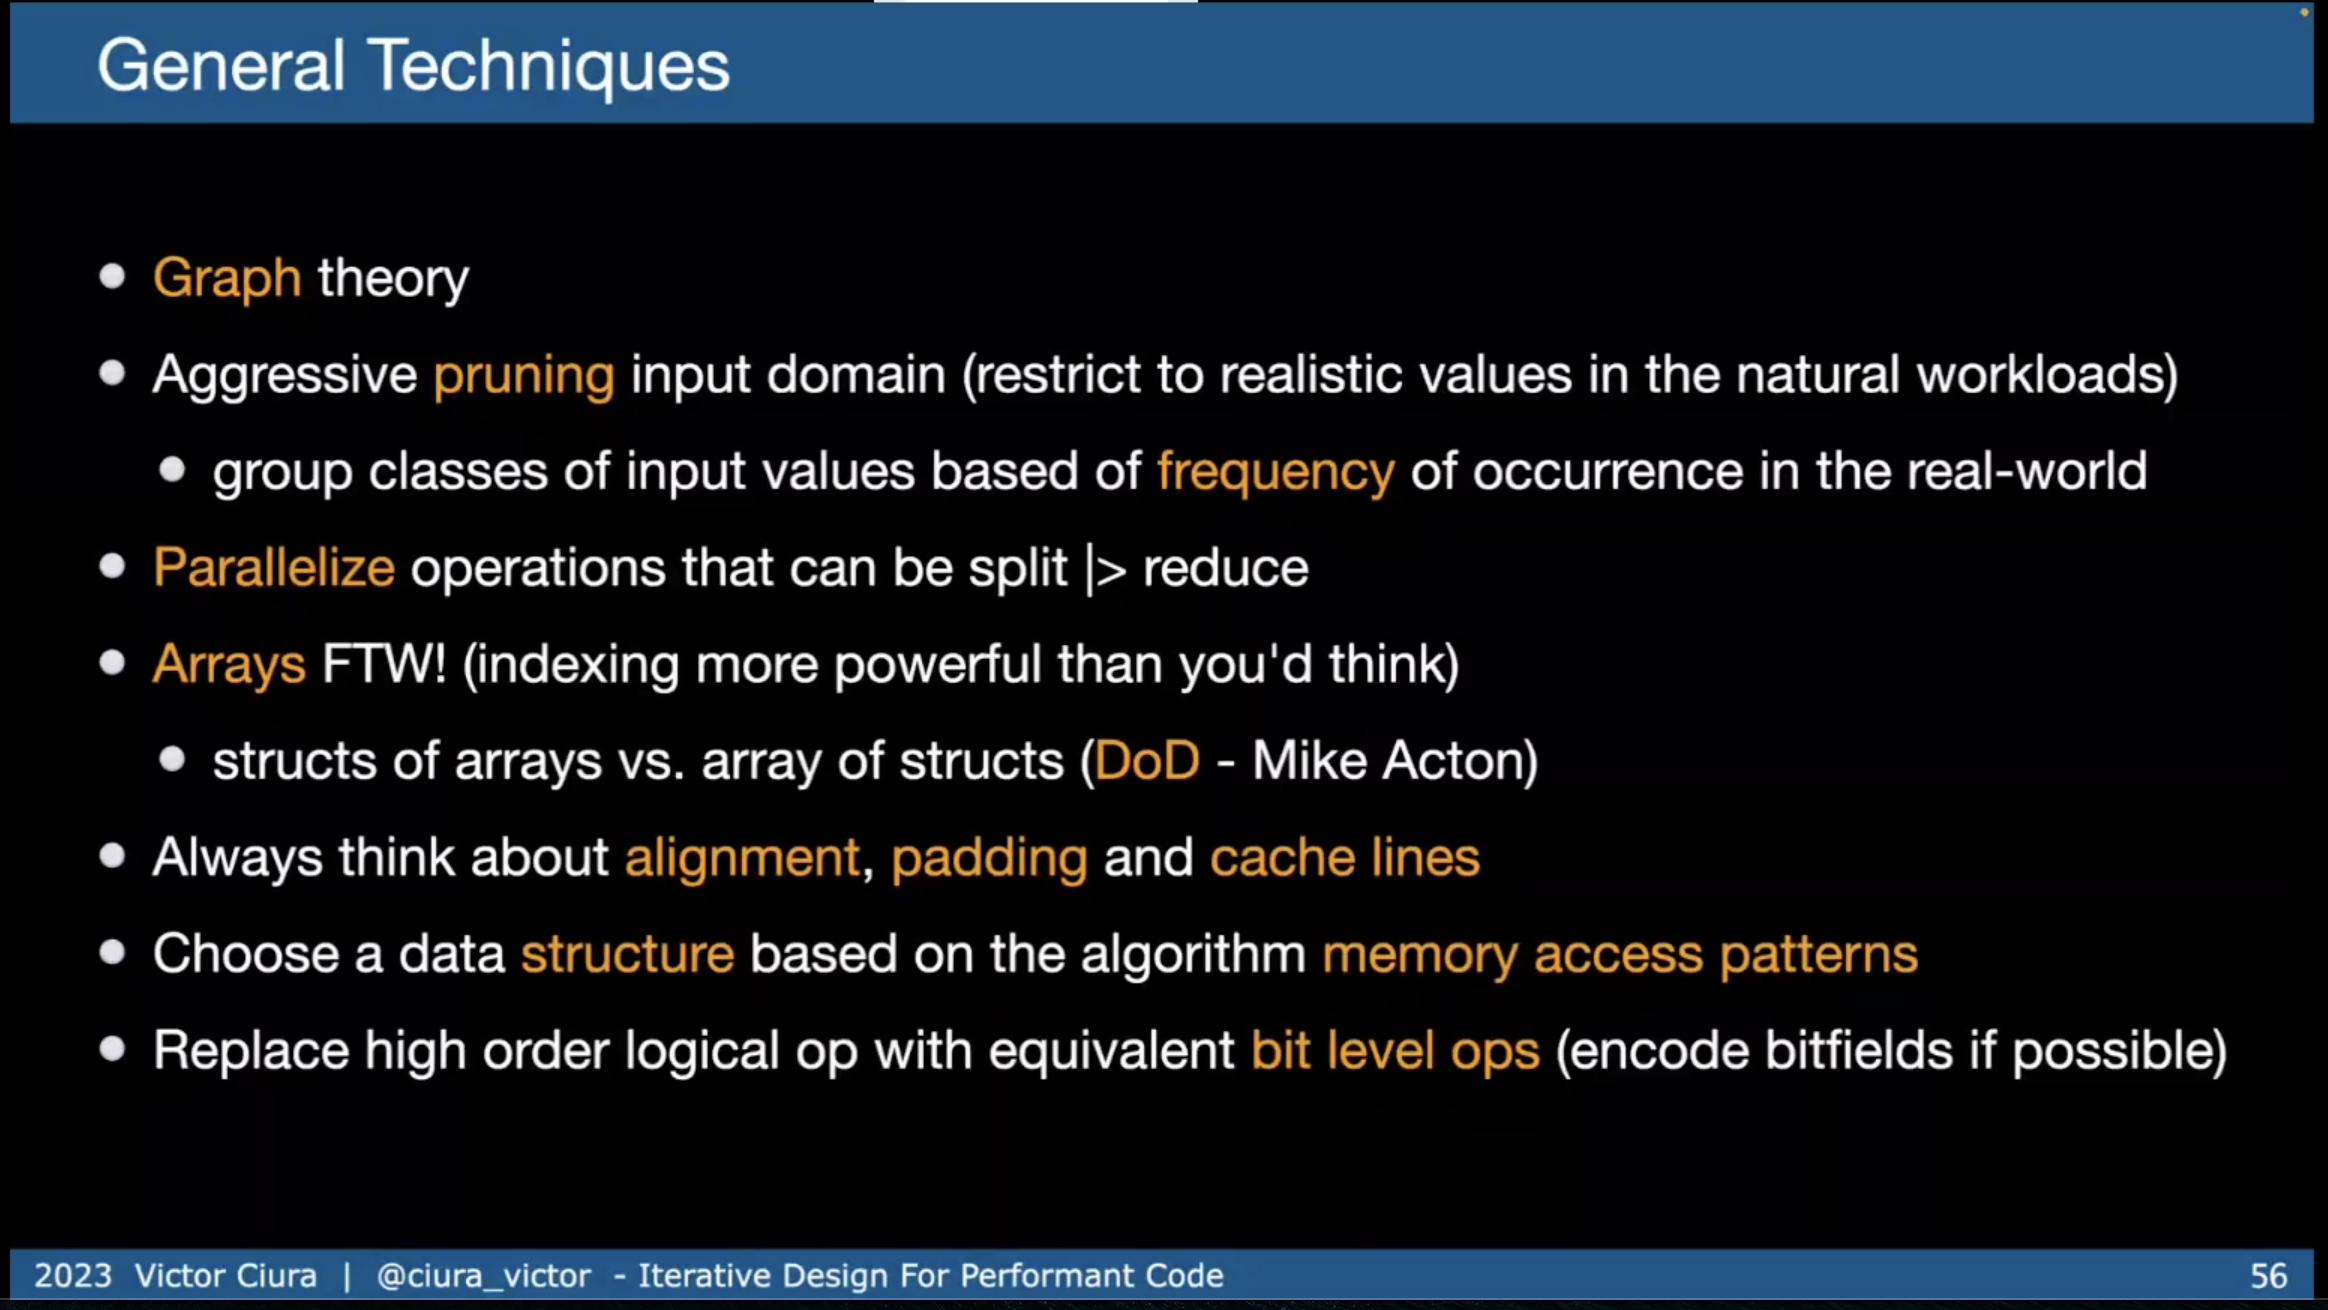 General Techniques
• Graph theory
• Aggressive pruning input domain (restrict to realistic values in the natural workloads)
• group classes of input values based of frequency of occurrence in the real-world
• Parallelize operations that can be split |> reduce
• Arrays FTW! (indexing more powerful than you'd think)
• structs of arrays vs. array of structs (DoD - Mike Acton)
• Always think about alignment, padding and cache lines
• Choose a data structure based on the algorithm memory access patterns
• Replace high order logical op with equivalent bit level ops (encode bitfields if possible)
2023 Victor Ciura | @ciura_victor - Iterative Design For Performant Code 56